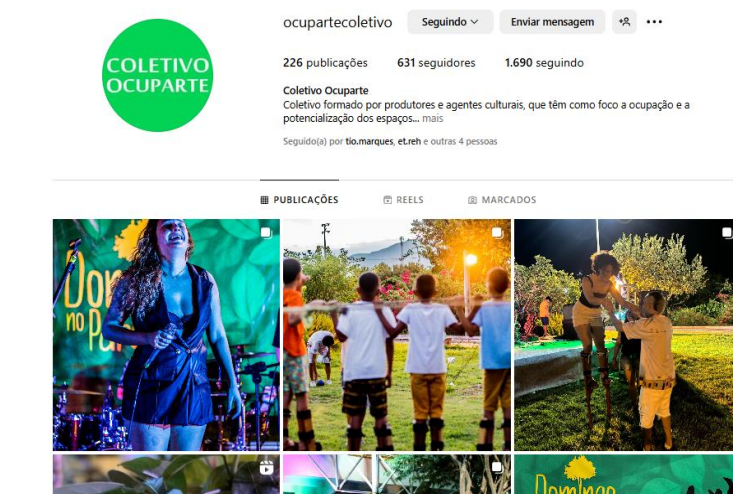 COLETIVO
OCUPARTE
ocupartecoletivo
Seguindo
Enviar mensagem
226 publicações 631 seguidores 1.690 seguindo
Coletivo Ocuparte
Coletivo formado por produtores e agentes culturais, que têm como foco a ocupação e a
potencialização dos espaços... mais
Seguido(a) por tio.marques, et.reh e outras 4 pessoas
PUBLICAÇÕES REELS MARCADOS
Domingo